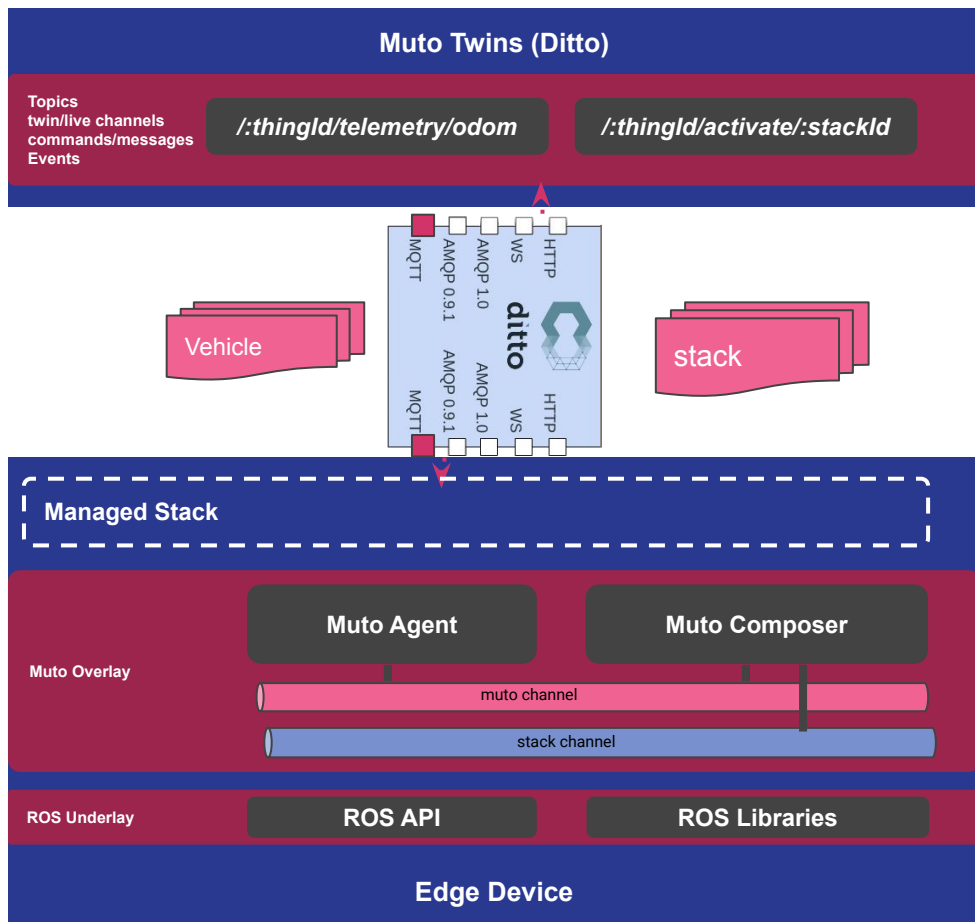 Muto Twins (Ditto)
Topics
twin/live channels
commands/messages
Events
/:thingId/telemetry/odom
/:thingId/activate/:stackId
MQTT
AMQP 0.9.1
AMQP 1.0
WS
HTTP
Vehicle
ditto
stack
MQTT
AMQP 0.9.1
AMQP 1.0
WS
HTTP
Managed Stack
Muto Agent
Muto Composer
Muto Overlay
muto channel
stack channel
ROS Underlay
ROS API
ROS Libraries
Edge Device